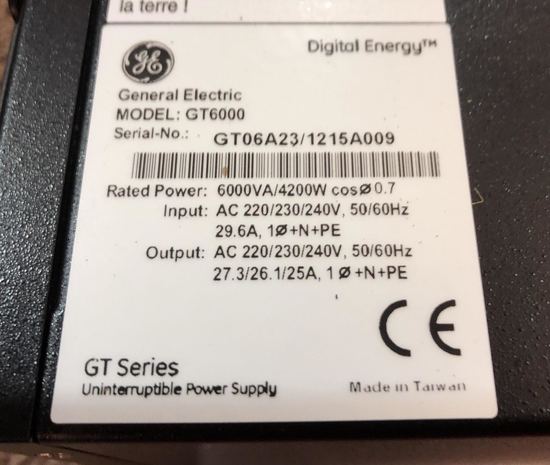 la terre !
GE
Digital Energy™
General Electric
MODEL: GT6000
Serial-No.: GT06A23/1215A009
Rated Power: 6000VA/4200W cosØ 0.7
Input: AC 220/230/240V, 50/60Hz
29.6A, 1Ø+N+PE
Output: AC 220/230/240V, 50/60Hz
27.3/26.1/25A, 1Ø+N+PE
CE
GT Series
Uninterruptible Power Supply
Made in Taiwan